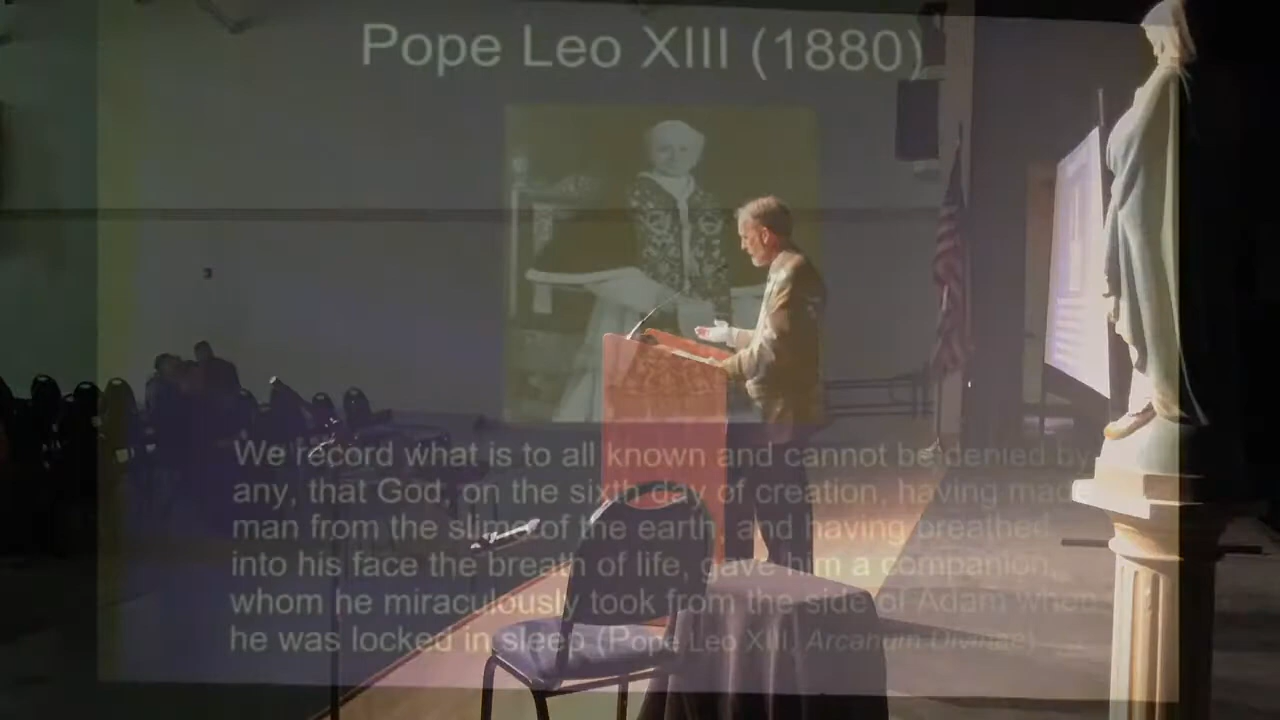 Pope Leo XIII (1880)
We record what is to all known and cannot be denied by
any, that God, on the sixth of creation, having made
man from the slime of the earth, and having breathed
into his face the breath of life, gave him a companion,
whom he miraculously took from the side of Adam when
he was locked in sleep (Pope Leo XIII, Arcanum Divinae)